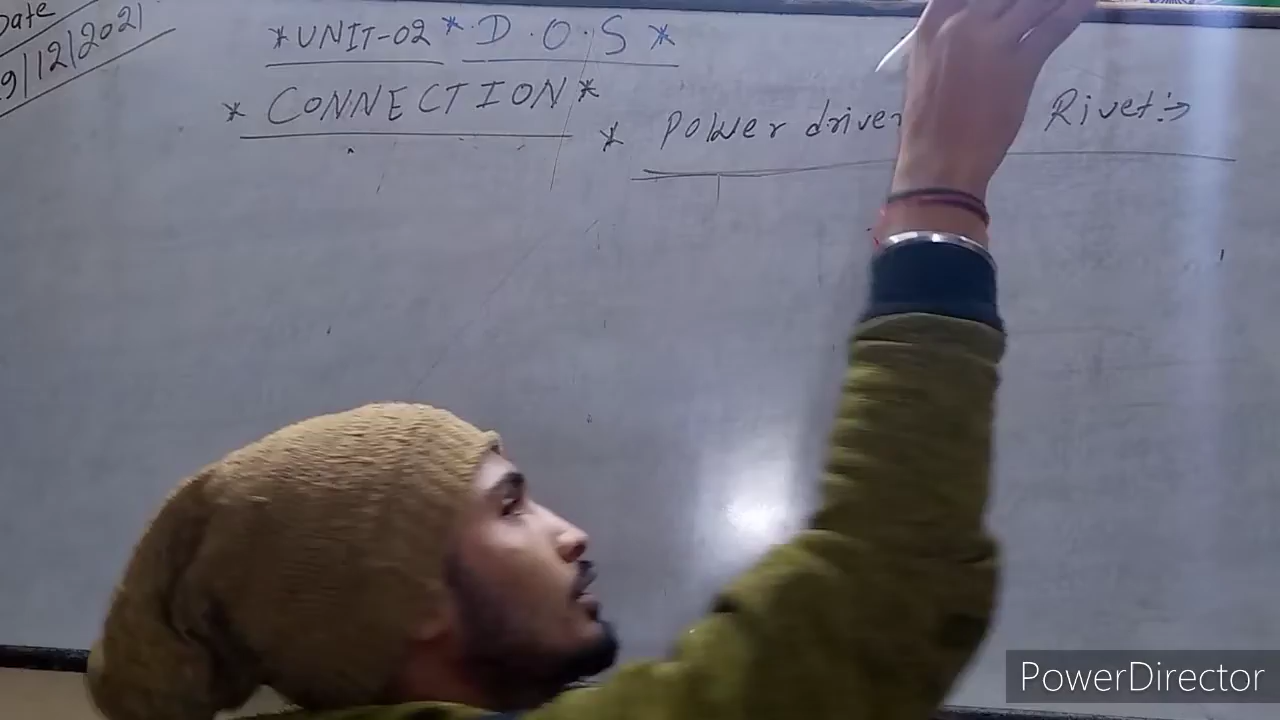 Date
9/12/2021
*UNIT-02 * D.O.S *
* CONNECTION *
* Power driven Rivet:→
PowerDirector